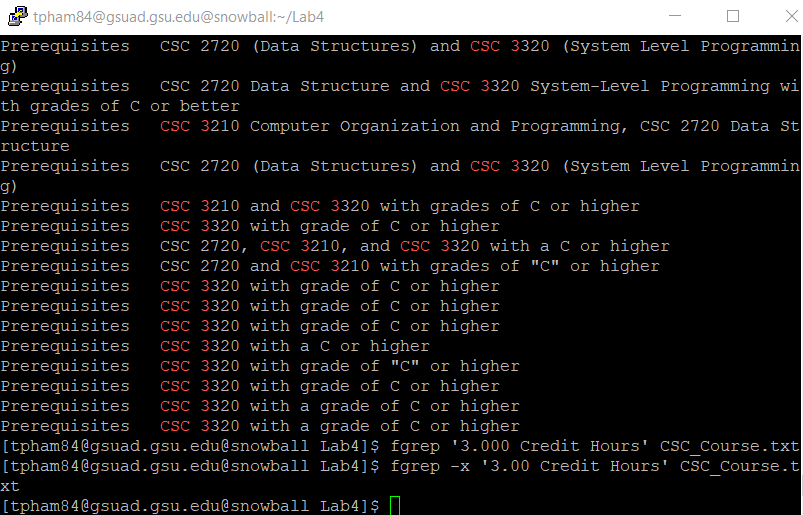 tpham84@gsuad.gsu.edu@snowball:~/Lab4
Prerequisites   CSC 2720 (Data Structures) and CSC 3320 (System Level Programmin
g)
Prerequisites   CSC 2720 Data Structure and CSC 3320 System-Level Programming wi
th grades of C or better
Prerequisites   CSC 3210 Computer Organization and Programming, CSC 2720 Data St
ructure
Prerequisites   CSC 2720 (Data Structures) and CSC 3320 (System Level Programmin
g)
Prerequisites   CSC 3210 and CSC 3320 with grades of C or higher
Prerequisites   CSC 3320 with grade of C or higher
Prerequisites   CSC 2720, CSC 3210, and CSC 3320 with a C or higher
Prerequisites   CSC 2720 and CSC 3210 with grades of "C" or higher
Prerequisites   CSC 3320 with grade of C or higher
Prerequisites   CSC 3320 with grade of C or higher
Prerequisites   CSC 3320 with grade of C or higher
Prerequisites   CSC 3320 with a C or higher
Prerequisites   CSC 3320 with grade of "C" or higher
Prerequisites   CSC 3320 with grade of C or higher
Prerequisites   CSC 3320 with a grade of C or higher
Prerequisites   CSC 3320 with a grade of C or higher
[tpham84@gsuad.gsu.edu@snowball Lab4]$ fgrep '3.000 Credit Hours' CSC_Course.txt
[tpham84@gsuad.gsu.edu@snowball Lab4]$ fgrep -x '3.00 Credit Hours' CSC_Course.t
xt
[tpham84@gsuad.gsu.edu@snowball Lab4]$